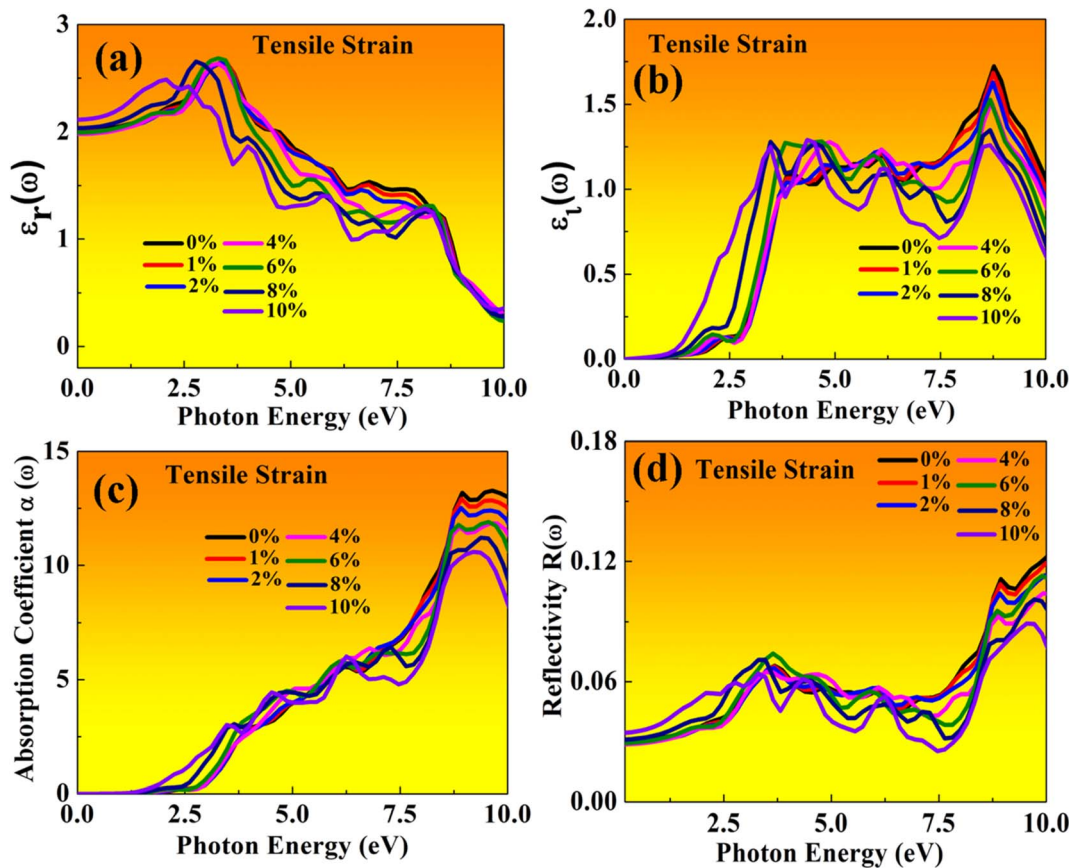 (a)
Tensile Strain
3
2
1
0
εr(ω)
0%
1%
2%
4%
6%
8%
10%
0.0 2.5 5.0 7.5 10.0
Photon Energy (eV)
(b)
Tensile Strain
2.0
1.5
1.0
0.5
0.0
ει(ω)
0%
1%
2%
4%
6%
8%
10%
0.0 2.5 5.0 7.5 10.0
Photon Energy (eV)
(c)
Tensile Strain
15
10
5
0
Absorption Coefficient α (ω)
0%
1%
2%
4%
6%
8%
10%
0.0 2.5 5.0 7.5 10.0
Photon Energy (eV)
(d)
Tensile Strain
0.18
0.12
0.06
0.00
Reflectivity R(ω)
0%
1%
2%
4%
6%
8%
10%
2.5 5.0 7.5 10.0
Photon Energy (eV)